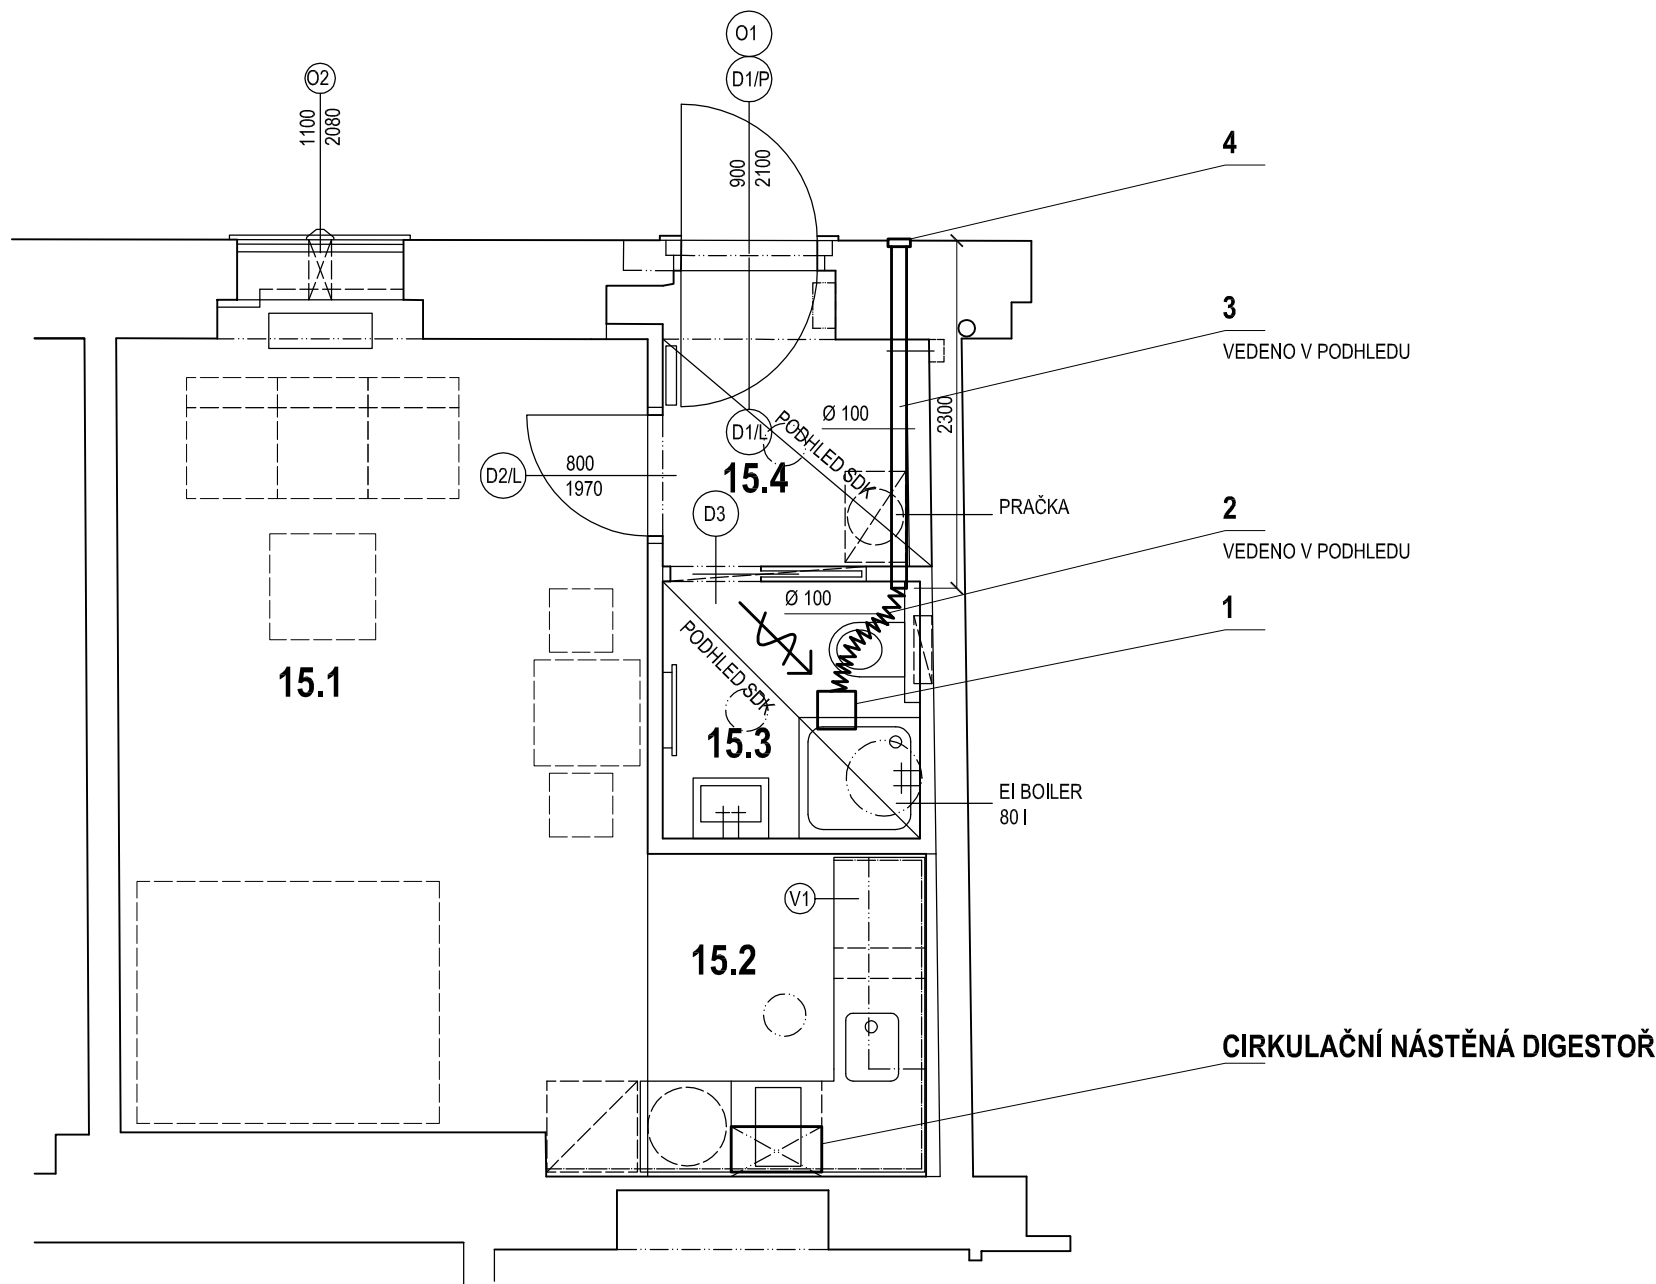 O1
D1/P
O2
1100
2080
900
2100
4
3
VEDENO V PODHLEDU
2300
Ø 100
D1/L
PODHLED SDK
15.4
D2/L
800
1970
D3
PRAČKA
2
VEDENO V PODHLEDU
Ø 100
1
PODHLED SDK
15.1
15.3
El BOILER
80 l
V1
15.2
CIRKULAČNÍ NÁSTĚNÁ DIGESTOŘ